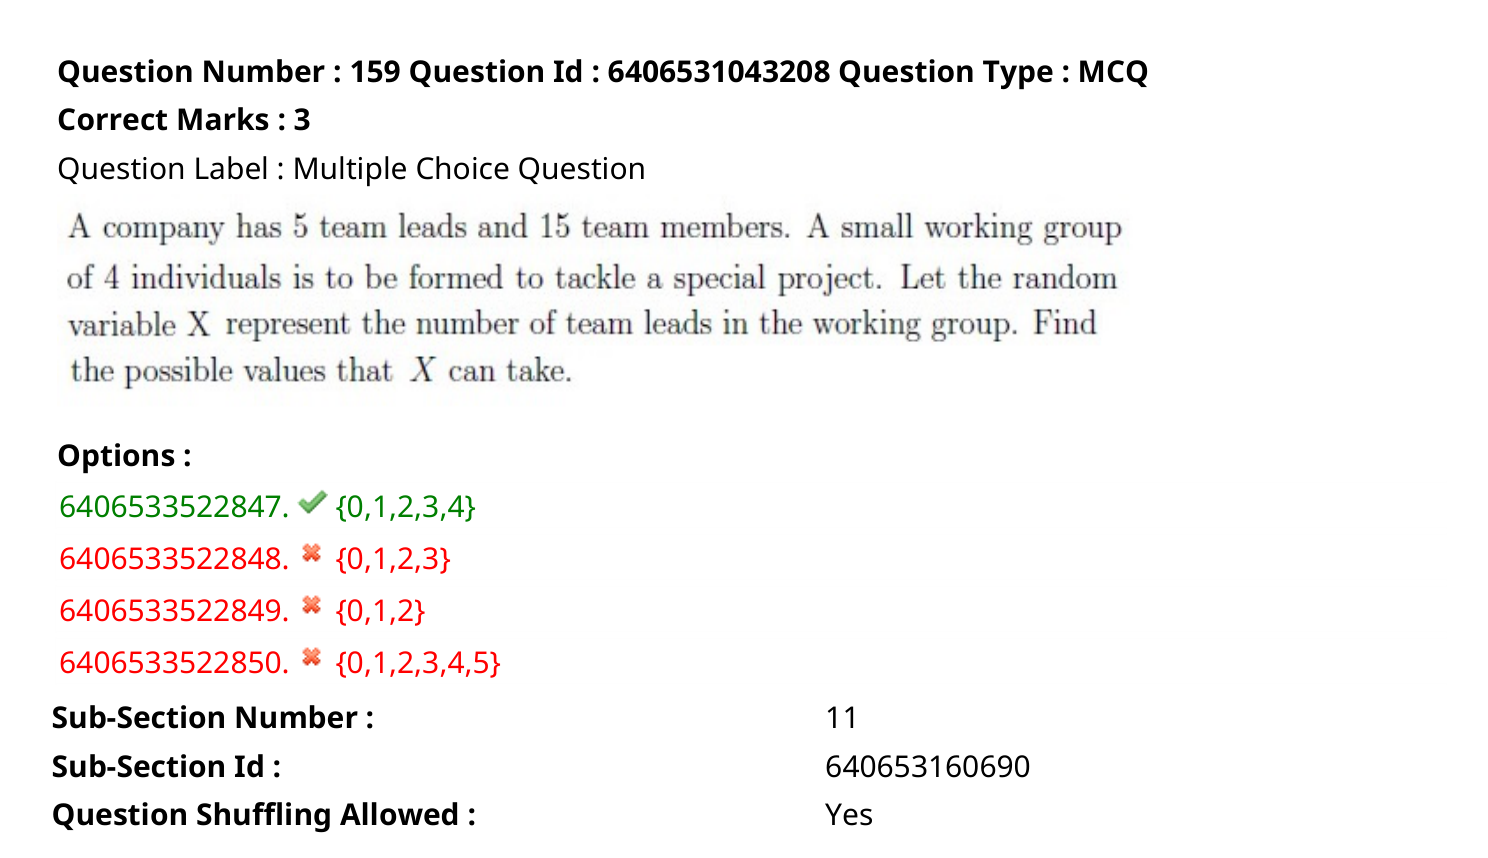 Question Number : 159 Question Id : 6406531043208 Question Type : MCQ
Correct Marks : 3
Question Label : Multiple Choice Question
A company has 5 team leads and 15 team members. A small working group
of 4 individuals is to be formed to tackle a special project. Let the random
variable X represent the number of team leads in the working group. Find
the possible values that X can take.
Options :
6406533522847. {0,1,2,3,4}
6406533522848. {0,1,2,3}
6406533522849. {0,1,2}
6406533522850. {0,1,2,3,4,5}
Sub-Section Number : 11
Sub-Section Id : 640653160690
Question Shuffling Allowed : Yes